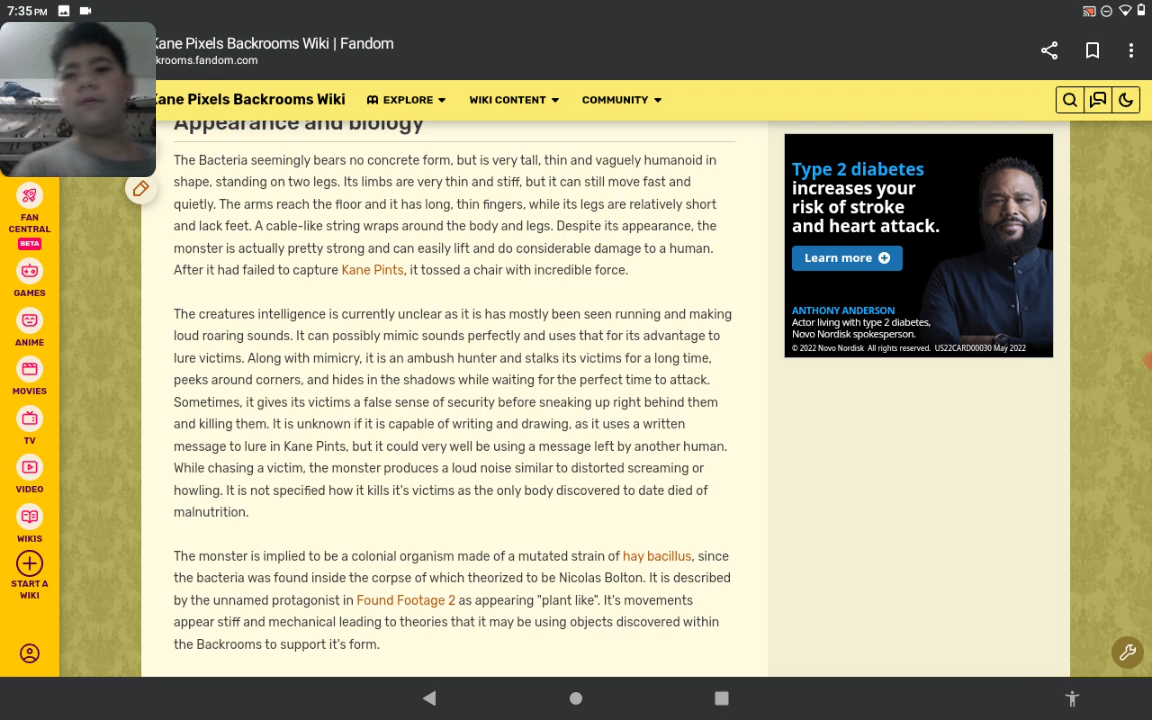 7:35 PM
Kane Pixels Backrooms Wiki | Fandom
krooms.fandom.com
Kane Pixels Backrooms Wiki
EXPLORE
WIKI CONTENT
COMMUNITY
FAN CENTRAL
BETA
GAMES
ANIME
MOVIES
TV
VIDEO
WIKIS
START A
WIKI
Appearance and biology
The Bacteria seemingly bears no concrete form, but is very tall, thin and vaguely humanoid in
shape, standing on two legs. Its limbs are very thin and stiff, but it can still move fast and
quietly. The arms reach the floor and it has long, thin fingers, while its legs are relatively short
and lack feet. A cable-like string wraps around the body and legs. Despite its appearance, the
monster is actually pretty strong and can easily lift and do considerable damage to a human.
After it had failed to capture Kane Pints, it tossed a chair with incredible force.
The creatures intelligence is currently unclear as it is has mostly been seen running and making
loud roaring sounds. It can possibly mimic sounds perfectly and uses that for its advantage to
lure victims. Along with mimicry, it is an ambush hunter and stalks its victims for a long time,
peeks around corners, and hides in the shadows while waiting for the perfect time to attack.
Sometimes, it gives its victims a false sense of security before sneaking up right behind them
and killing them. It is unknown if it is capable of writing and drawing, as it uses a written
message to lure in Kane Pints, but it could very well be using a message left by another human.
While chasing a victim, the monster produces a loud noise similar to distorted screaming or
howling. It is not specified how it kills it's victims as the only body discovered to date died of
malnutrition.
The monster is implied to be a colonial organism made of a mutated strain of hay bacillus, since
the bacteria was found inside the corpse of which theorized to be Nicolas Bolton. It is described
by the unnamed protagonist in Found Footage 2 as appearing "plant like". It's movements
appear stiff and mechanical leading to theories that it may be using objects discovered within
the Backrooms to support it's form.
Type 2 diabetes
increases your
risk of stroke
and heart attack.
Learn more
ANTHONY ANDERSON
Actor living with type 2 diabetes,
Novo Nordisk spokesperson.
© 2022 Novo Nordisk All rights reserved. US22CARD00030 May 2022